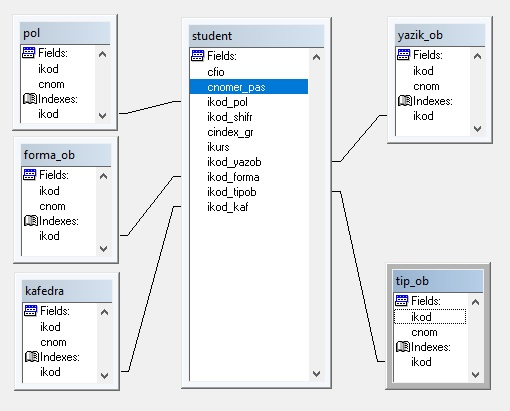 pol
Fields:
ikod
cnom
Indexes:
ikod
forma_ob
Fields:
ikod
cnom
Indexes:
ikod
kafedra
Fields:
ikod
cnom
Indexes:
ikod
student
Fields:
cfio
cnomer_pas
ikod_pol
ikod_shifr
cindex_gr
ikurs
ikod_yazob
ikod_forma
ikod_tipob
ikod_kaf
yazik_ob
Fields:
ikod
cnom
Indexes:
ikod
tip_ob
Fields:
ikod
cnom
Indexes:
ikod